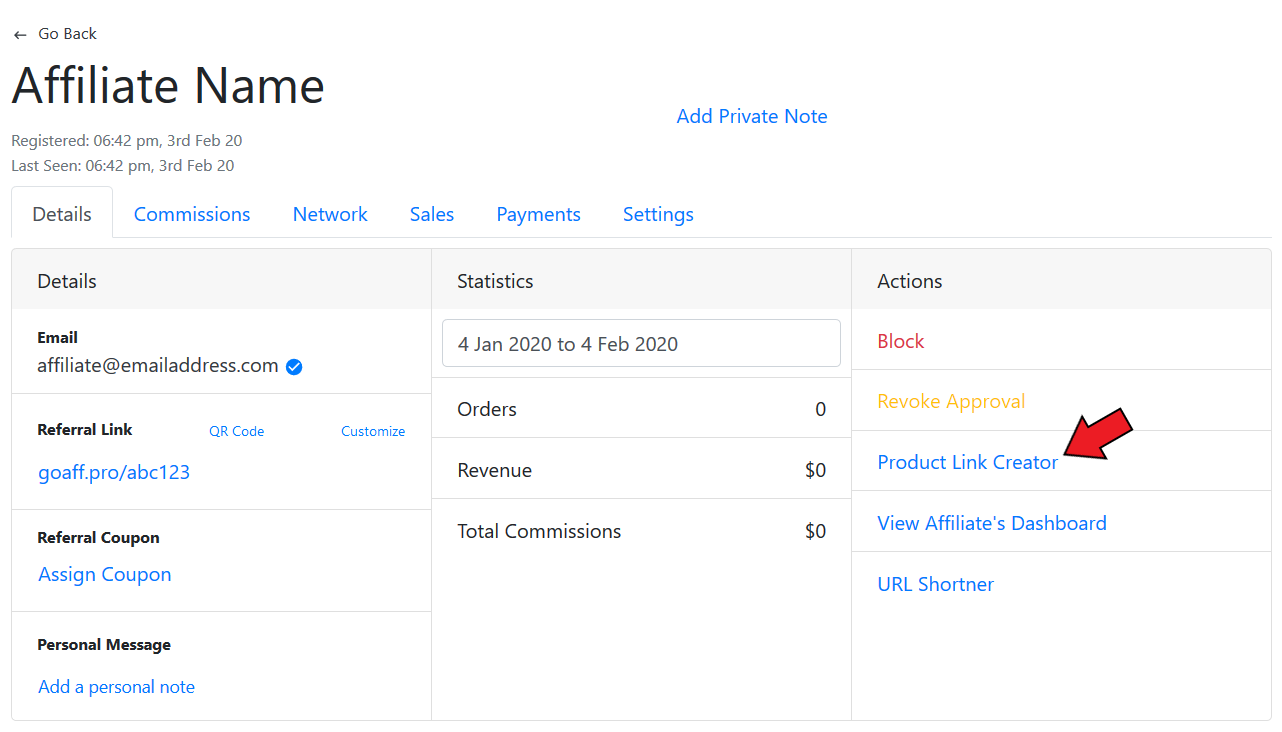 ← Go Back
Affiliate Name
Add Private Note
Registered: 06:42 pm, 3rd Feb 20
Last Seen: 06:42 pm, 3rd Feb 20
Details Commissions Network Sales Payments Settings
Details
Email
affiliate@emailaddress.com
Referral Link QR Code Customize
goaff.pro/abc123
Referral Coupon
Assign Coupon
Personal Message
Add a personal note
Statistics
4 Jan 2020 to 4 Feb 2020
Orders 0
Revenue $0
Total Commissions $0
Actions
Block
Revoke Approval
Product Link Creator
View Affiliate's Dashboard
URL Shortner